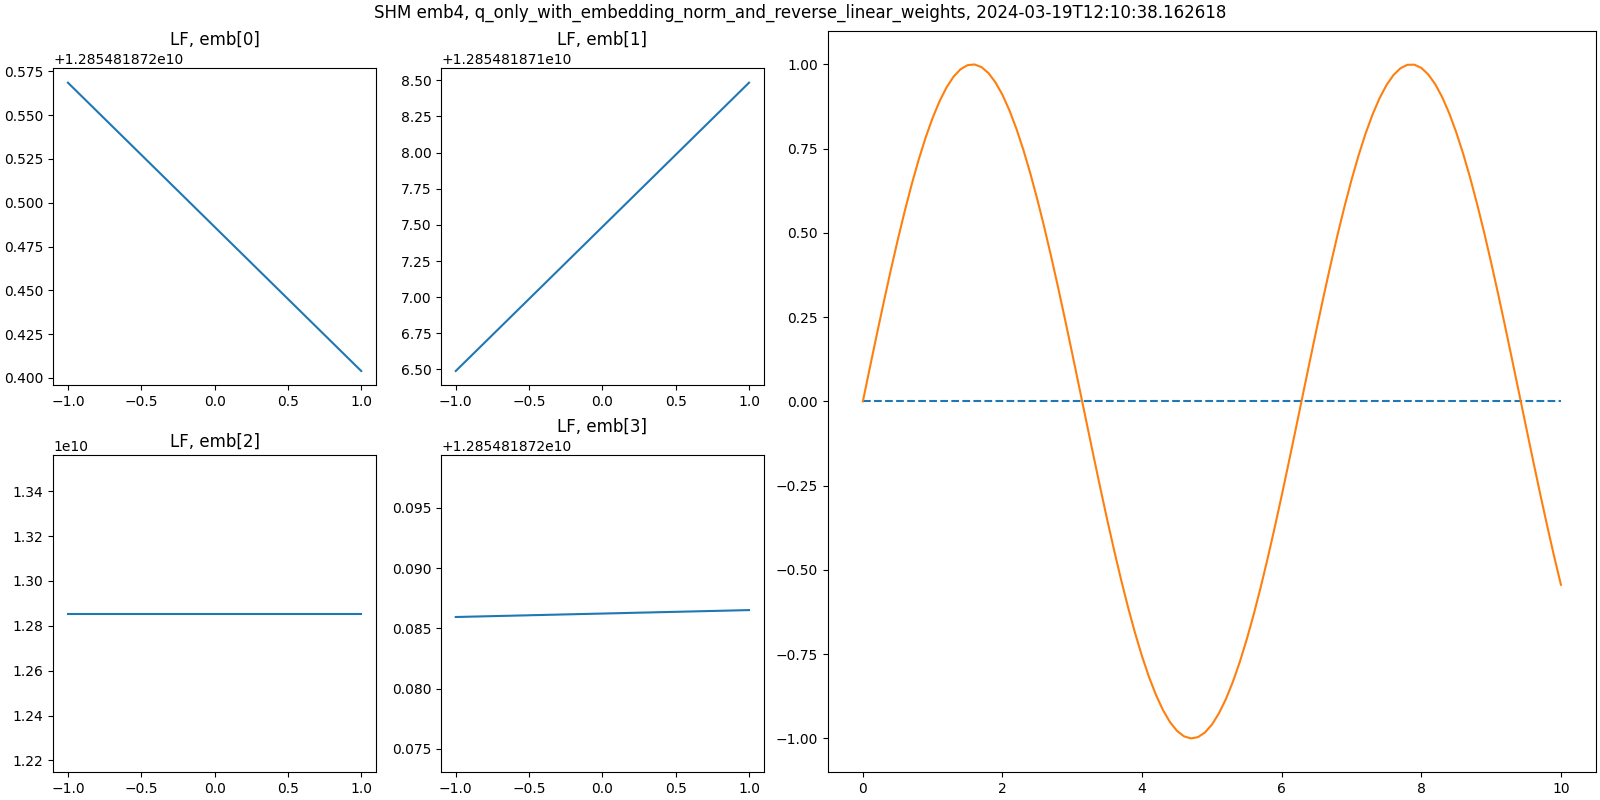 SHM emb4, q_only_with_embedding_norm_and_reverse_linear_weights, 2024-03-19T12:10:38.162618
LF, emb[0]
+1.285481872e10
0.575
0.550
0.525
0.500
0.475
0.450
0.425
0.400
−1.0 −0.5 0.0 0.5 1.0
LF, emb[1]
+1.285481871e10
8.50
8.25
8.00
7.75
7.50
7.25
7.00
6.75
6.50
−1.0 −0.5 0.0 0.5 1.0
LF, emb[2]
1e10
1.34
1.32
1.30
1.28
1.26
1.24
1.22
−1.0 −0.5 0.0 0.5 1.0
LF, emb[3]
+1.285481872e10
0.095
0.090
0.085
0.080
0.075
−1.0 −0.5 0.0 0.5 1.0
1.00
0.75
0.50
0.25
0.00
−0.25
−0.50
−0.75
−1.00
0 2 4 6 8 10